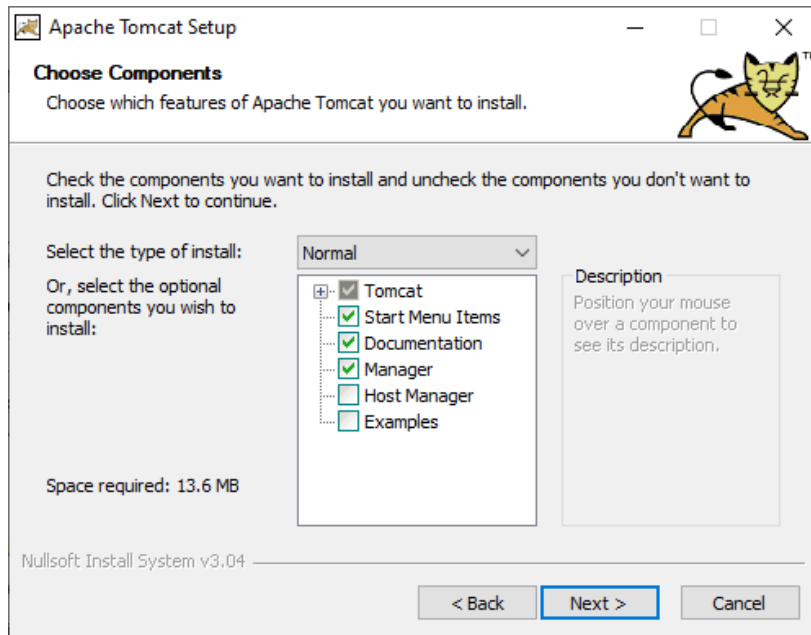 Apache Tomcat Setup
Choose Components
Choose which features of Apache Tomcat you want to install.
Check the components you want to install and uncheck the components you don't want to
install. Click Next to continue.
Select the type of install:
Normal
Or, select the optional
components you wish to
install:
Tomcat
Start Menu Items
Documentation
Manager
Host Manager
Examples
Description
Position your mouse
over a component to
see its description.
Space required: 13.6 MB
Nullsoft Install System v3.04
< Back
Next >
Cancel